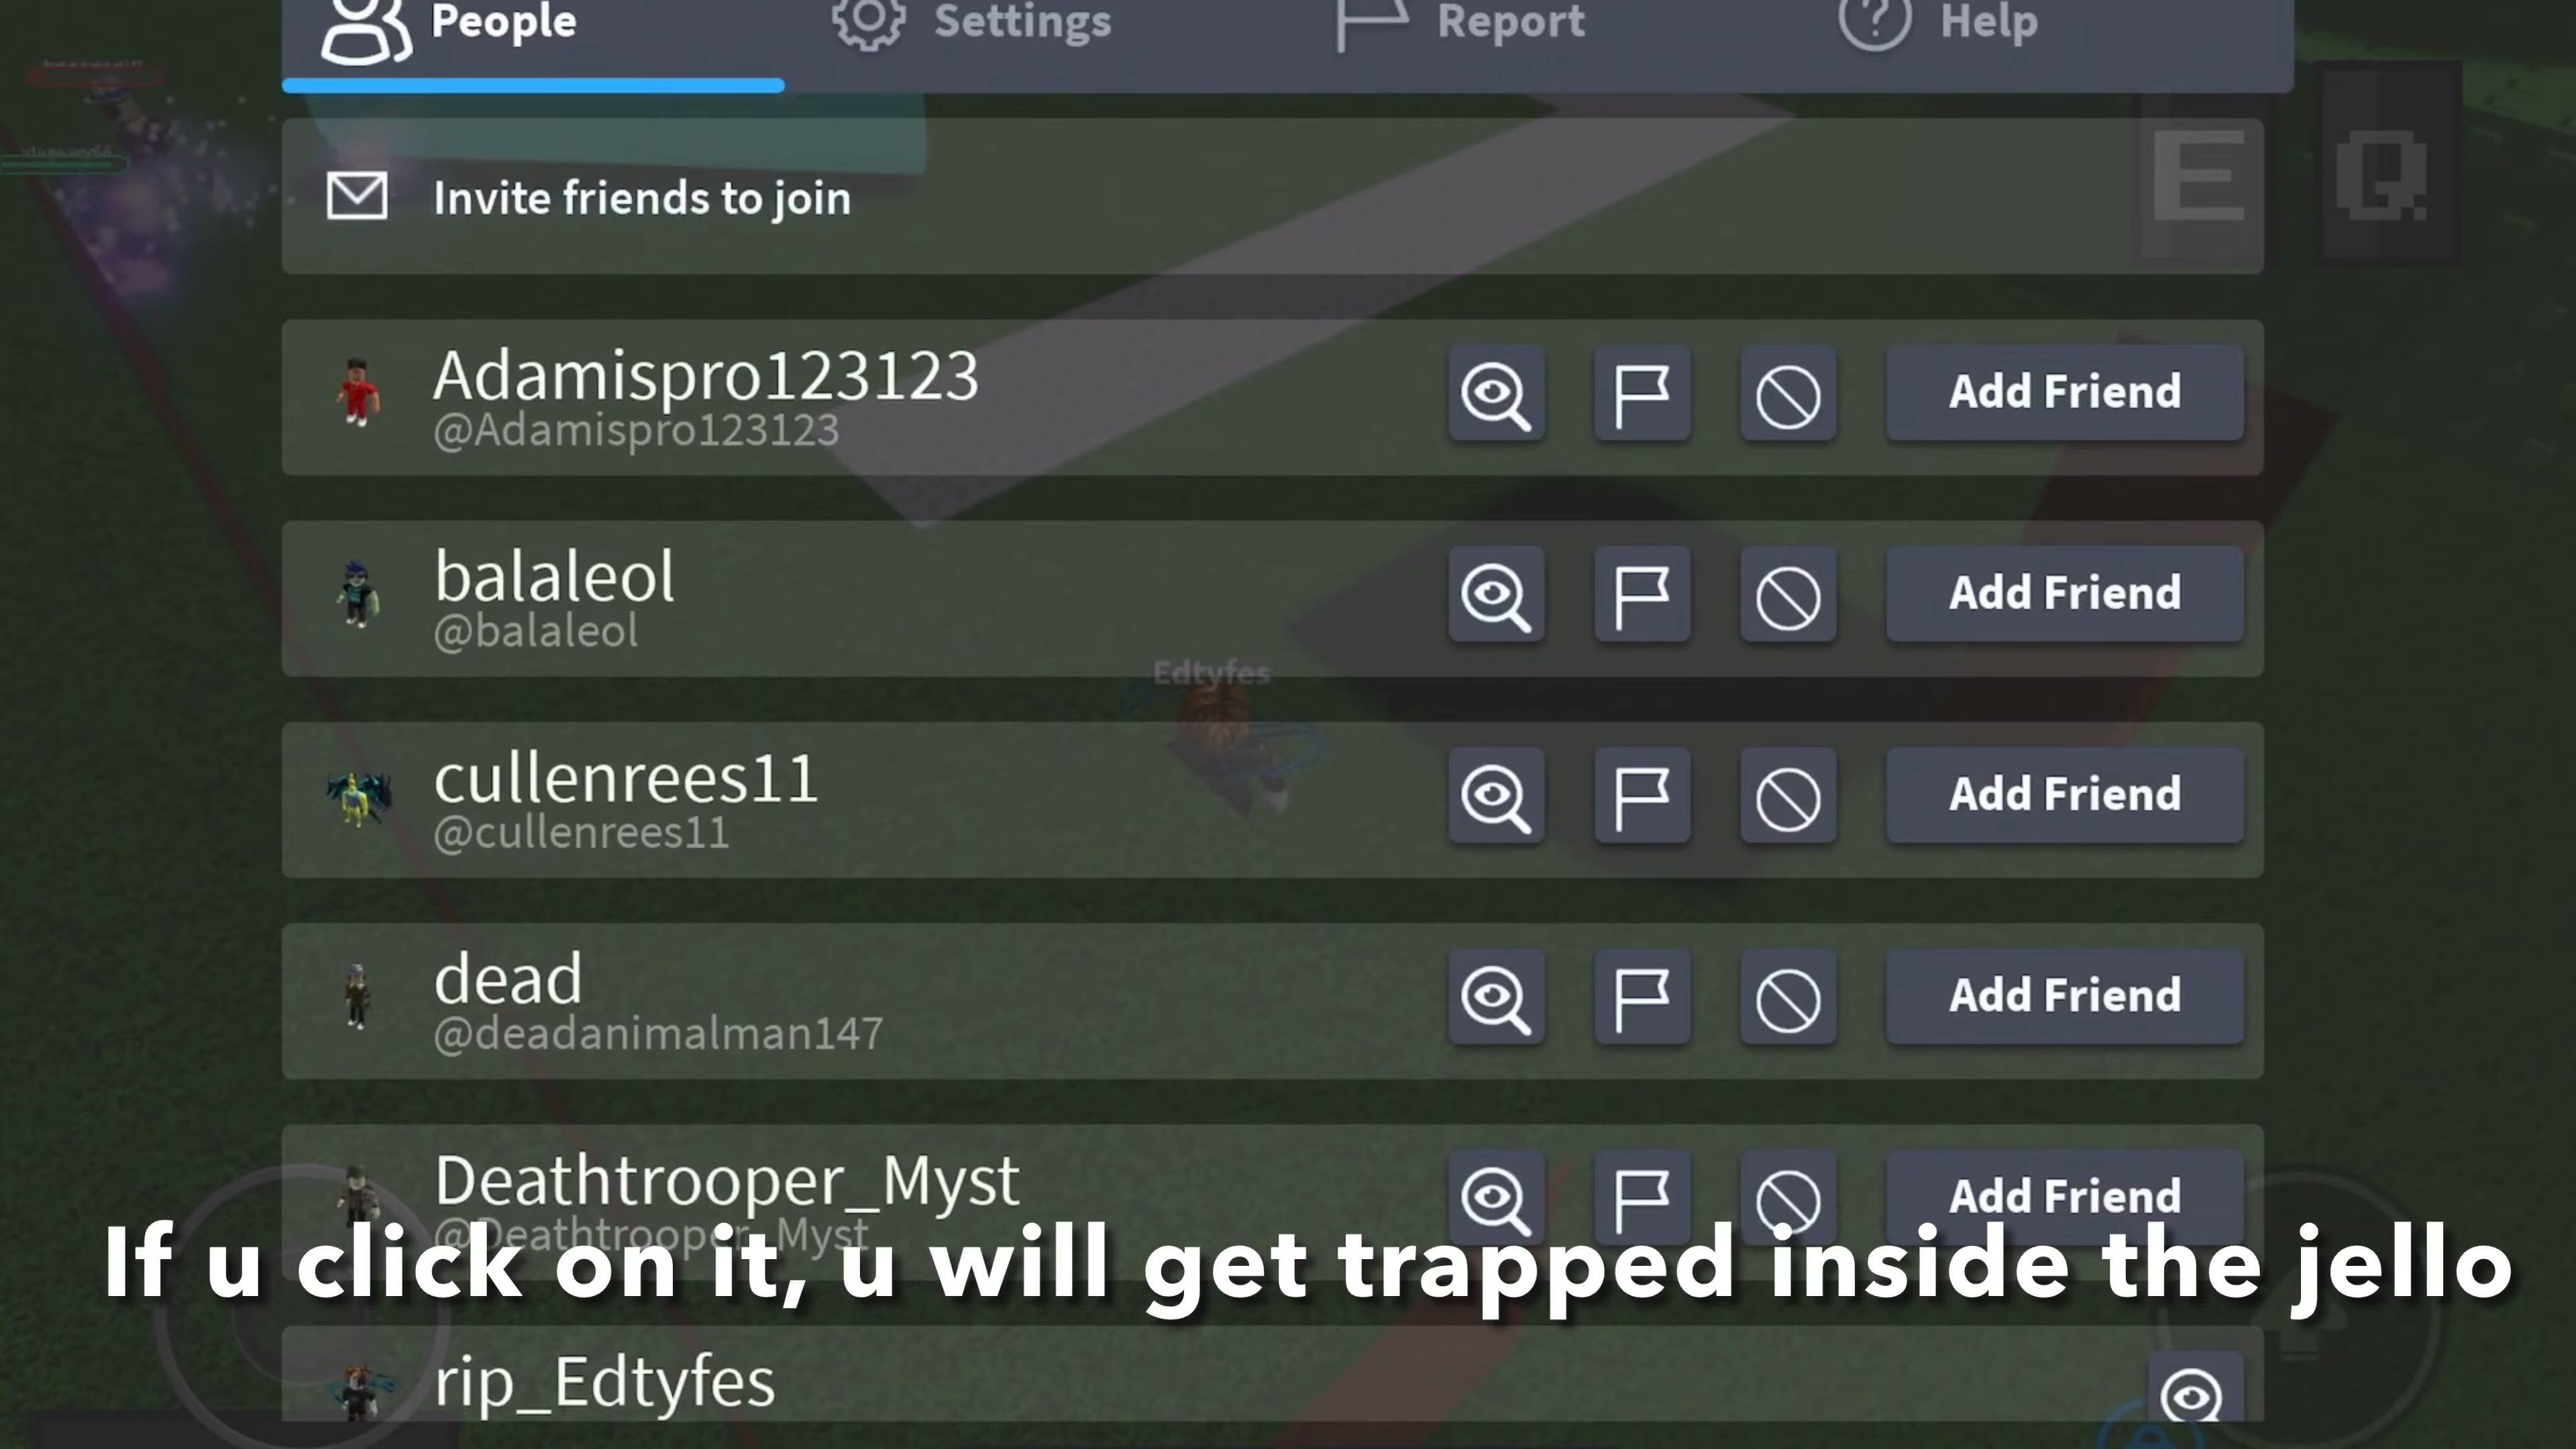 People
Settings
Report
Help
Invite friends to join
E
Q
Adamispro123123
@Adamispro123123
Add Friend
balaleol
@balaleol
Add Friend
Edtyfes
cullenrees11
@cullenrees11
Add Friend
dead
@deadanimalman147
Add Friend
Deathtrooper_Myst
@Deathtrooper_Myst
Add Friend
If u click on it, u will get trapped inside the jello
rip_Edtyfes